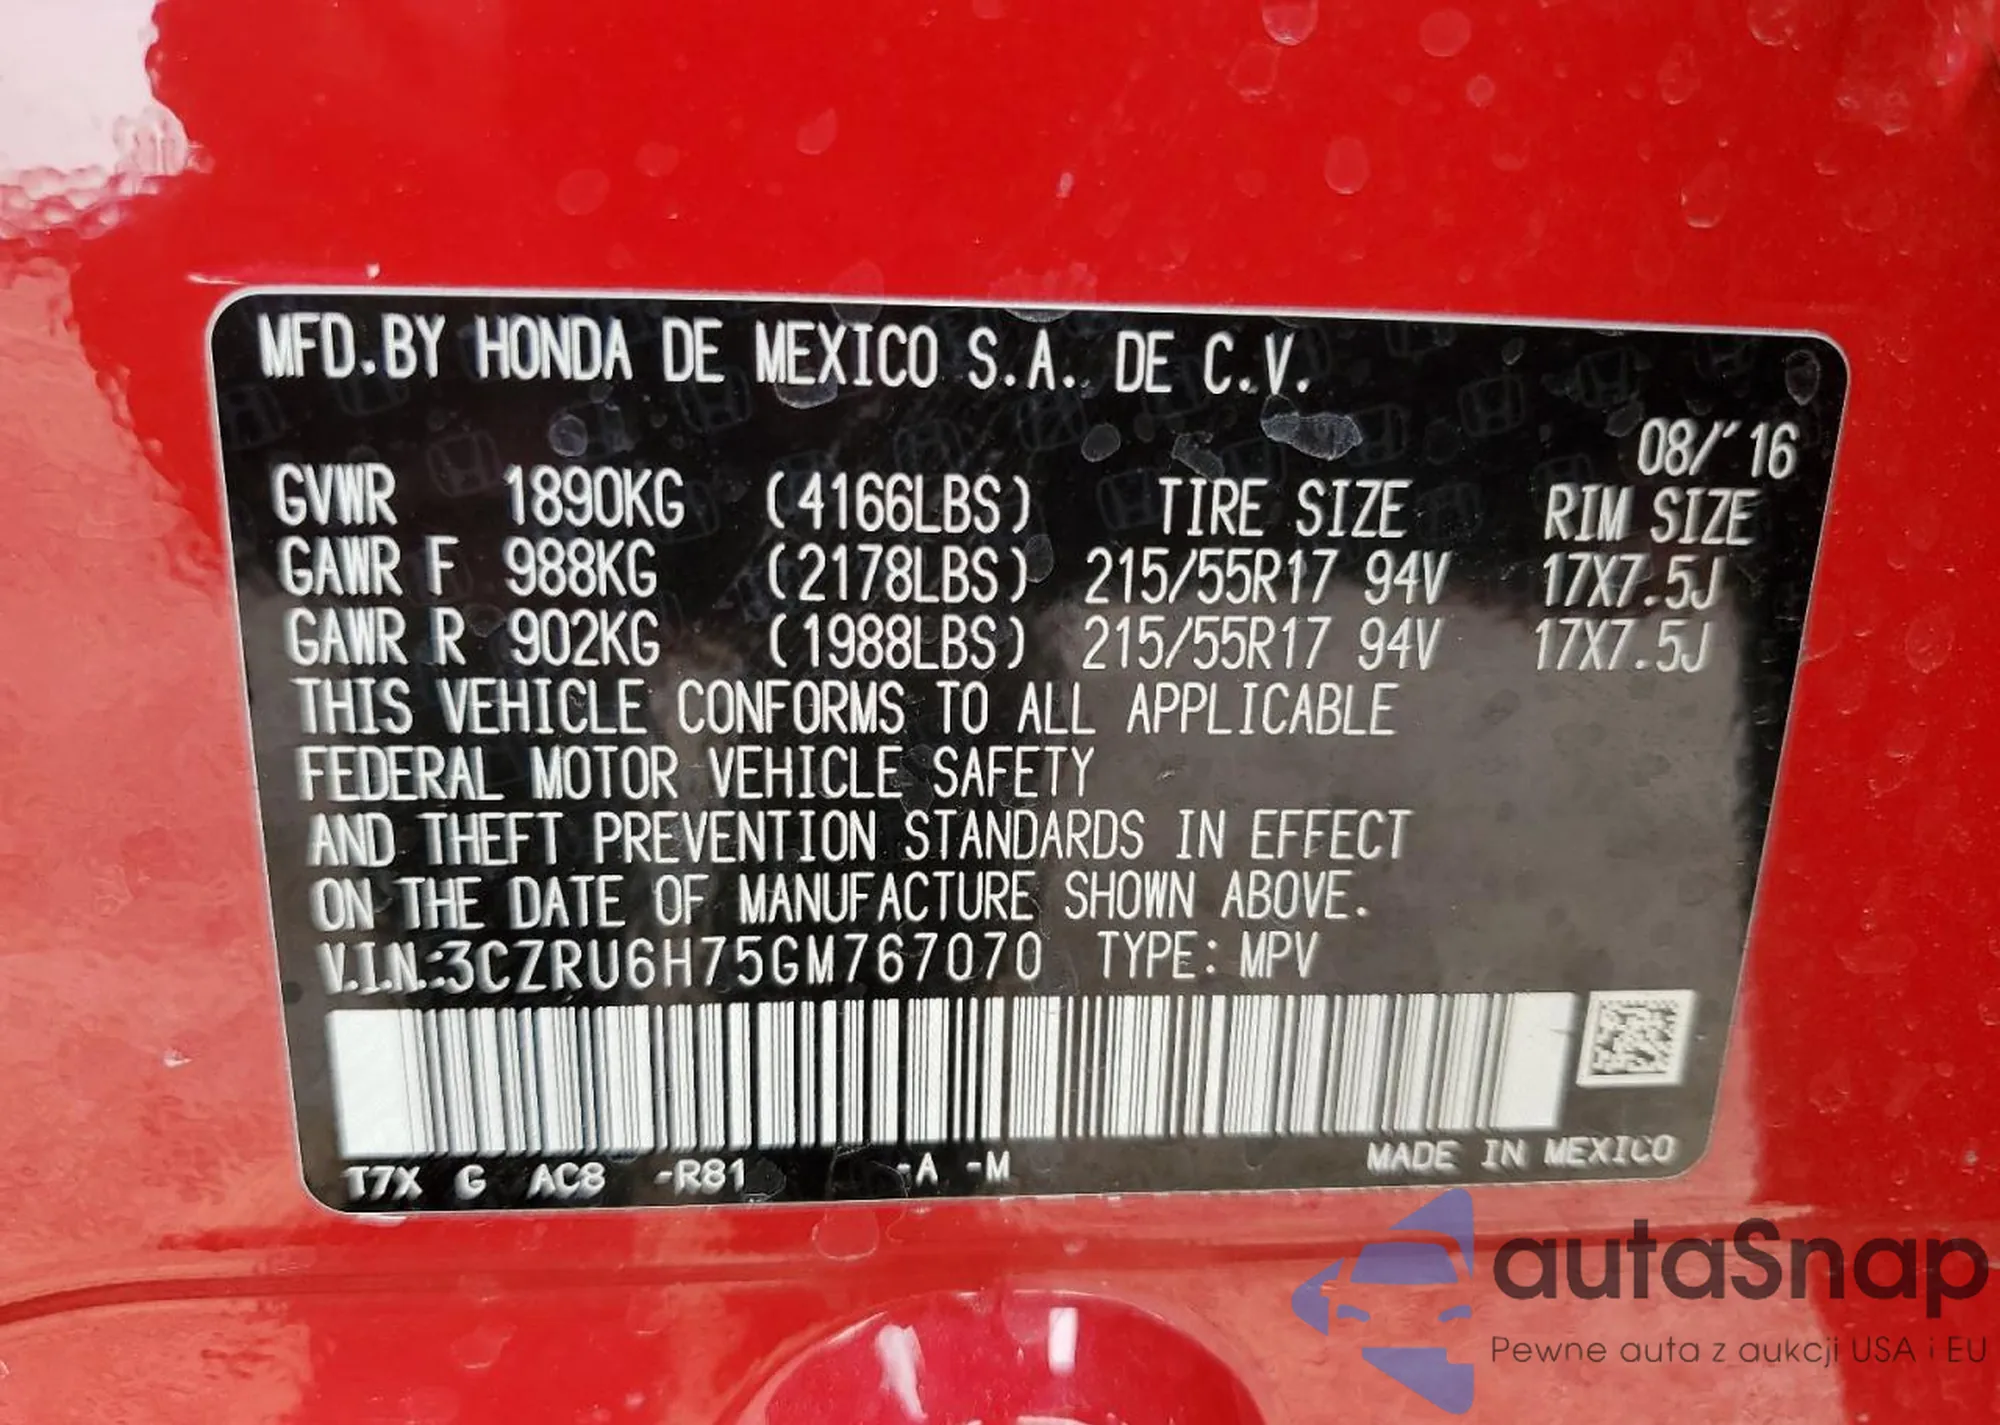 MFD.BY HONDA DE MEXICO S.A. DE C.V.
08/'16
GVWR 1890KG (4166LBS) TIRE SIZE RIM SIZE
GAWR F 988KG (2178LBS) 215/55R17 94V 17X7.5J
GAWR R 902KG (1988LBS) 215/55R17 94V 17X7.5J
THIS VEHICLE CONFORMS TO ALL APPLICABLE
FEDERAL MOTOR VEHICLE SAFETY
AND THEFT PREVENTION STANDARDS IN EFFECT
ON THE DATE OF MANUFACTURE SHOWN ABOVE.
V.I.N.:3CZRU6H75GM767070 TYPE: MPV
T7X G AC8 -R81 -A -M MADE IN MEXICO
autaSnap
Pewne auta z aukcji USA i EU